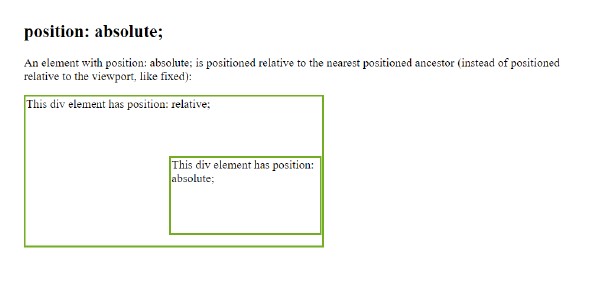 position: absolute;
An element with position: absolute; is positioned relative to the nearest positioned ancestor (instead of positioned
relative to the viewport, like fixed):
This div element has position: relative;
This div element has position:
absolute;